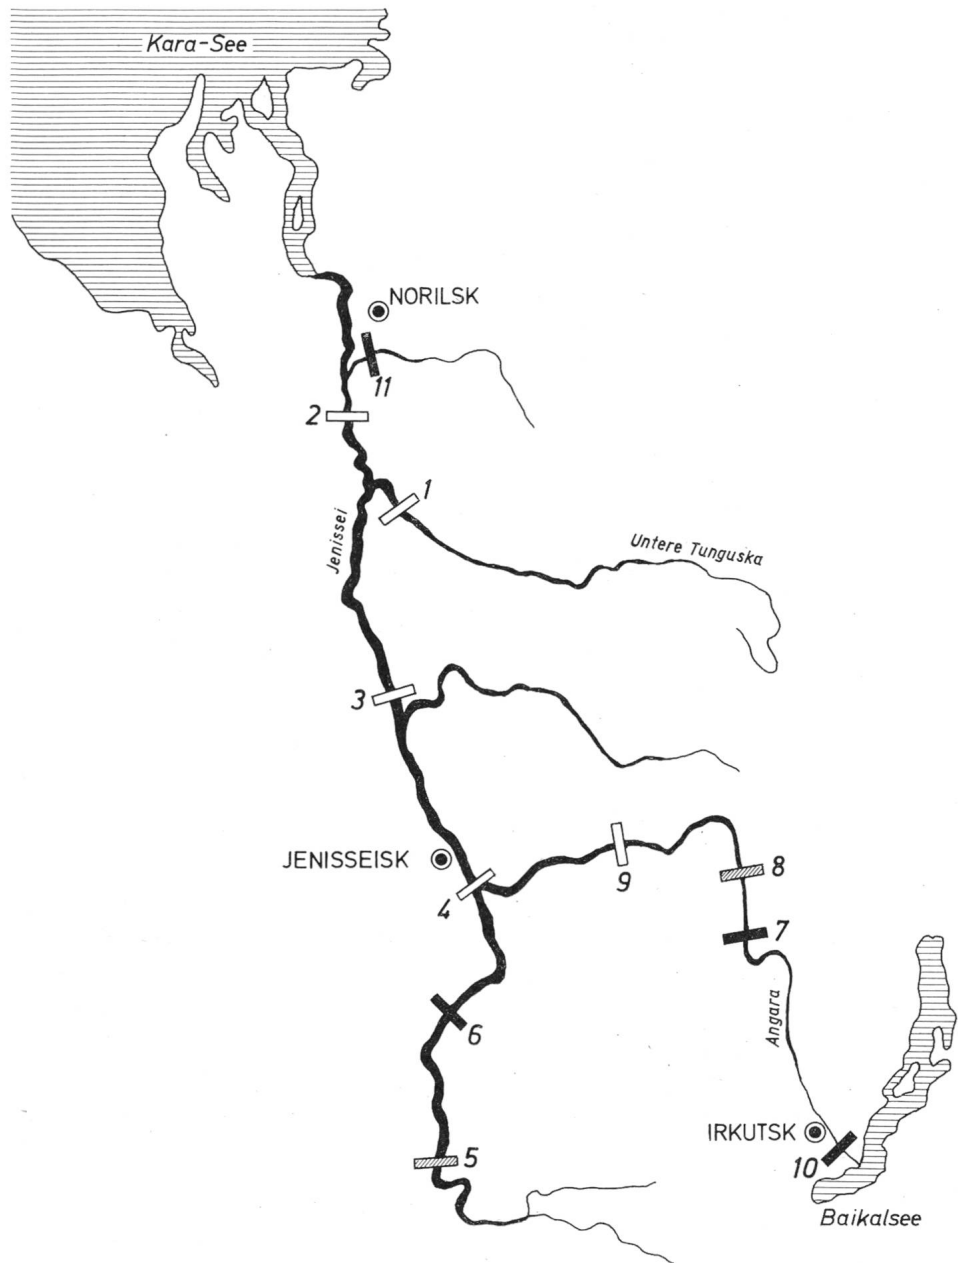 Kara-See
NORILSK
11
2
1
Jenissei
Untere Tunguska
3
JENISSEISK
9
8
4
7
Angara
6
IRKUTSK
5
10
Baikalsee